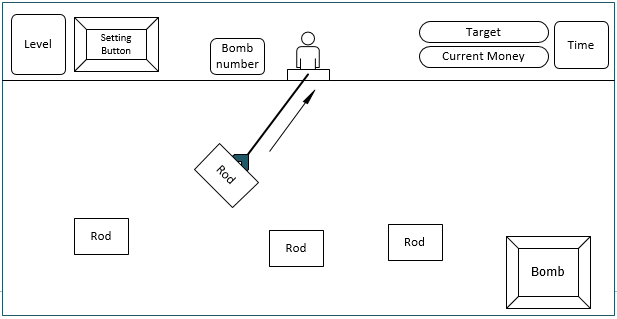 Level
Setting
Button
Bomb
number
Target
Current Money
Time
Rod
Rod
Rod
Rod
Bomb